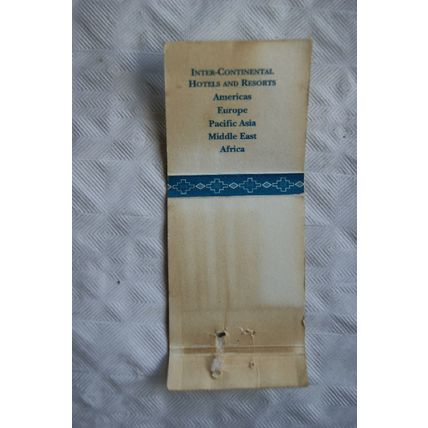 INTER-CONTINENTAL
HOTELS AND RESORTS
Americas
Europe
Pacific Asia
Middle East
Africa